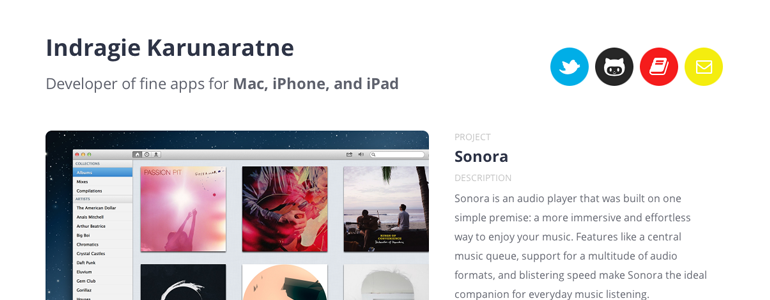 Indragie Karunaratne
Developer of fine apps for Mac, iPhone, and iPad
PROJECT
Sonora
DESCRIPTION
Sonora is an audio player that was built on one
simple premise: a more immersive and effortless
way to enjoy your music. Features like a central
music queue, support for a multitude of audio
formats, and blistering speed make Sonora the ideal
companion for everyday music listening.
COLLECTIONS
Albums
Mixes
Compilations
ARTISTS
The American Dollar
Anais Mitchell
Arthur Beatrice
Big Boi
Chromatics
Crystal Castles
Daft Punk
Eluvium
Gem Club
Glaciers
Grimes
PASSION PIT